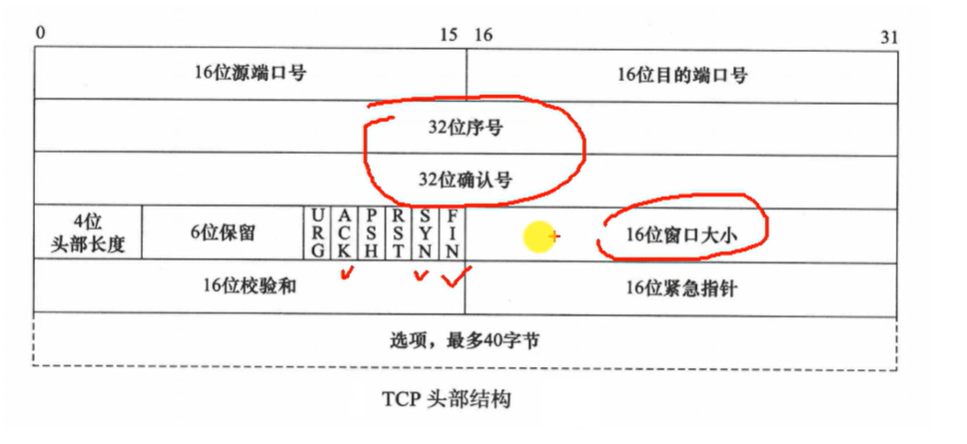 0 15 16 31
16位源端口号 16位目的端口号
32位序号
32位确认号
4位头部长度 6位保留 URG ACK PSH RST SYN FIN 16位窗口大小
16位校验和 16位紧急指针
选项，最多40字节
TCP 头部结构